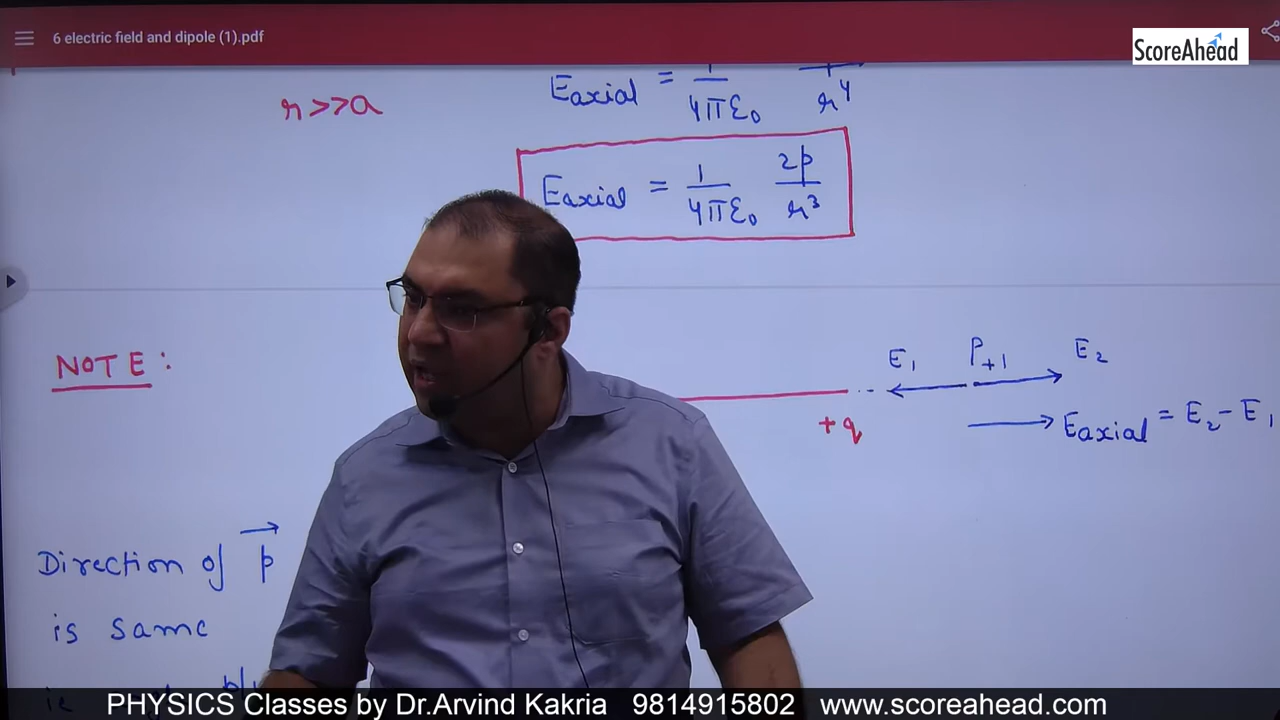 6 electric field and dipole (1).pdf
ScoreAhead
r>>a
Eaxial = 1/4πε₀ r⁴
Eaxial = 1/4πε₀ 2p/r³
NOTE:
E₁ P+1 E₂
+q
Eaxial = E₂ - E₁
Direction of p⃗
is same
PHYSICS Classes by Dr.Arvind Kakria 9814915802 www.scoreahead.com